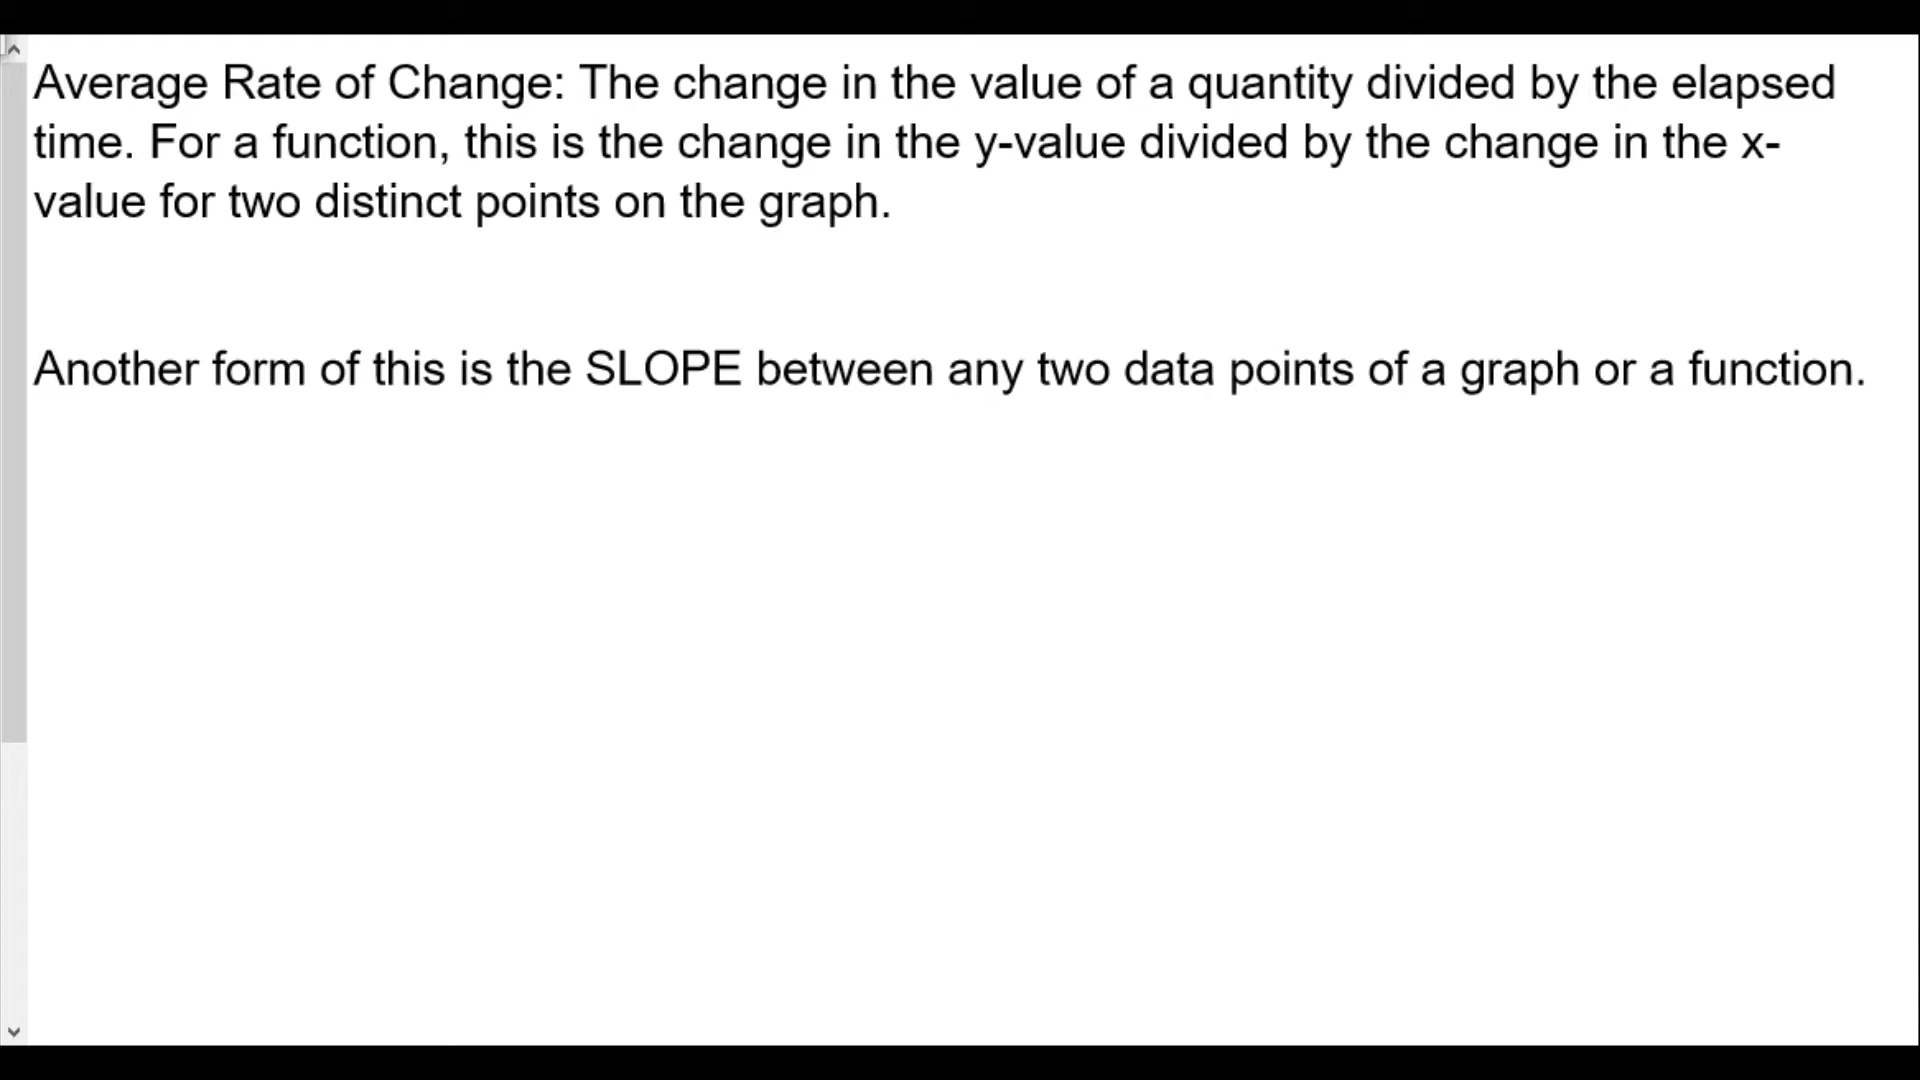 Average Rate of Change: The change in the value of a quantity divided by the elapsed
time. For a function, this is the change in the y-value divided by the change in the x-
value for two distinct points on the graph.
Another form of this is the SLOPE between any two data points of a graph or a function.